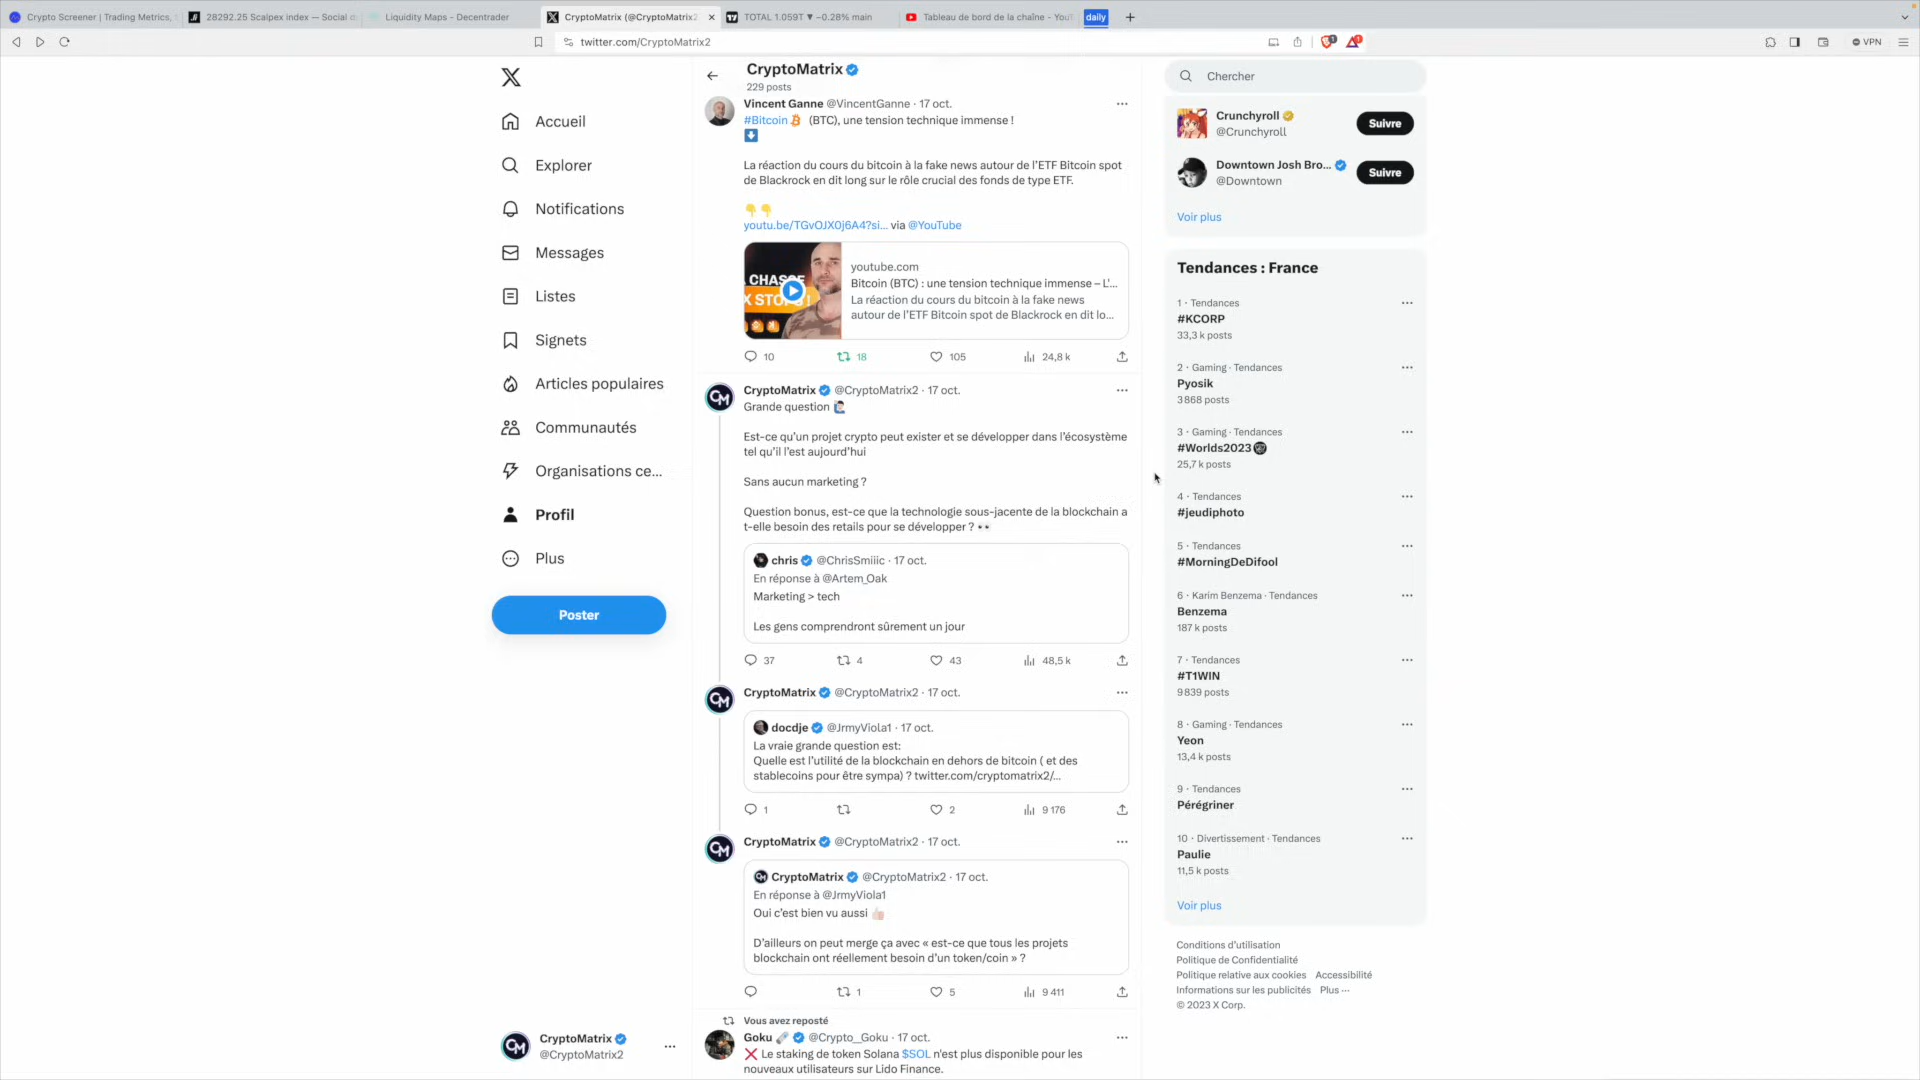 Crypto Screener | Trading Metrics,
28292.25 Scalpex index — Social
Liquidity Maps - Decentrader
CryptoMatrix (@CryptoMatrix2
TOTAL 1.059T ▼ −0.28% main
Tableau de bord de la chaîne - You
daily
twitter.com/CryptoMatrix2
VPN
Accueil
Explorer
Notifications
Messages
Listes
Signets
Articles populaires
Communautés
Organisations ce...
Profil
Plus
Poster
CryptoMatrix
@CryptoMatrix2
CryptoMatrix
229 posts
Vincent Ganne @VincentGanne · 17 oct.
#Bitcoin (BTC), une tension technique immense !
⬇️
La réaction du cours du bitcoin à la fake news autour de l'ETF Bitcoin spot
de Blackrock en dit long sur le rôle crucial des fonds de type ETF.
👇👇
youtu.be/TGvOJX0j6A4?si... via @YouTube
CHASSE
X STO
youtube.com
Bitcoin (BTC) : une tension technique immense – L'...
La réaction du cours du bitcoin à la fake news
autour de l'ETF Bitcoin spot de Blackrock en dit lo...
10 18 105 24,8 k
CryptoMatrix @CryptoMatrix2 · 17 oct.
Grande question 🙋🏻‍♂️
Est-ce qu'un projet crypto peut exister et se développer dans l'écosystème
tel qu'il l'est aujourd'hui
Sans aucun marketing ?
Question bonus, est-ce que la technologie sous-jacente de la blockchain a
t-elle besoin des retails pour se développer ? 👀
chris @ChrisSmiiic · 17 oct.
En réponse à @Artem_Oak
Marketing > tech
Les gens comprendront sûrement un jour
37 4 43 48,5 k
CryptoMatrix @CryptoMatrix2 · 17 oct.
docdje @JrmyViola1 · 17 oct.
La vraie grande question est:
Quelle est l'utilité de la blockchain en dehors de bitcoin ( et des
stablecoins pour être sympa) ? twitter.com/cryptomatrix2/...
1 2 9 176
CryptoMatrix @CryptoMatrix2 · 17 oct.
CryptoMatrix @CryptoMatrix2 · 17 oct.
En réponse à @JrmyViola1
Oui c'est bien vu aussi 👍🏻
D'ailleurs on peut merge ça avec « est-ce que tous les projets
blockchain ont réellement besoin d'un token/coin » ?
1 5 9 411
Vous avez reposté
Goku @Crypto__Goku · 17 oct.
❌ Le staking de token Solana $SOL n'est plus disponible pour les
nouveaux utilisateurs sur Lido Finance.
Chercher
Crunchyroll
@Crunchyroll
Suivre
Downtown Josh Bro...
@Downtown
Suivre
Voir plus
Tendances : France
1 · Tendances
#KCORP
33,3 k posts
2 · Gaming · Tendances
Pyosik
3 868 posts
3 · Gaming · Tendances
#Worlds2023
25,7 k posts
4 · Tendances
#jeudiphoto
5 · Tendances
#MorningDeDifool
6 · Karim Benzema · Tendances
Benzema
187 k posts
7 · Tendances
#T1WIN
9 839 posts
8 · Gaming · Tendances
Yeon
13,4 k posts
9 · Tendances
Pérégriner
10 · Divertissement · Tendances
Paulie
11,5 k posts
Voir plus
Conditions d'utilisation
Politique de Confidentialité
Politique relative aux cookies Accessibilité
Informations sur les publicités Plus ···
© 2023 X Corp.